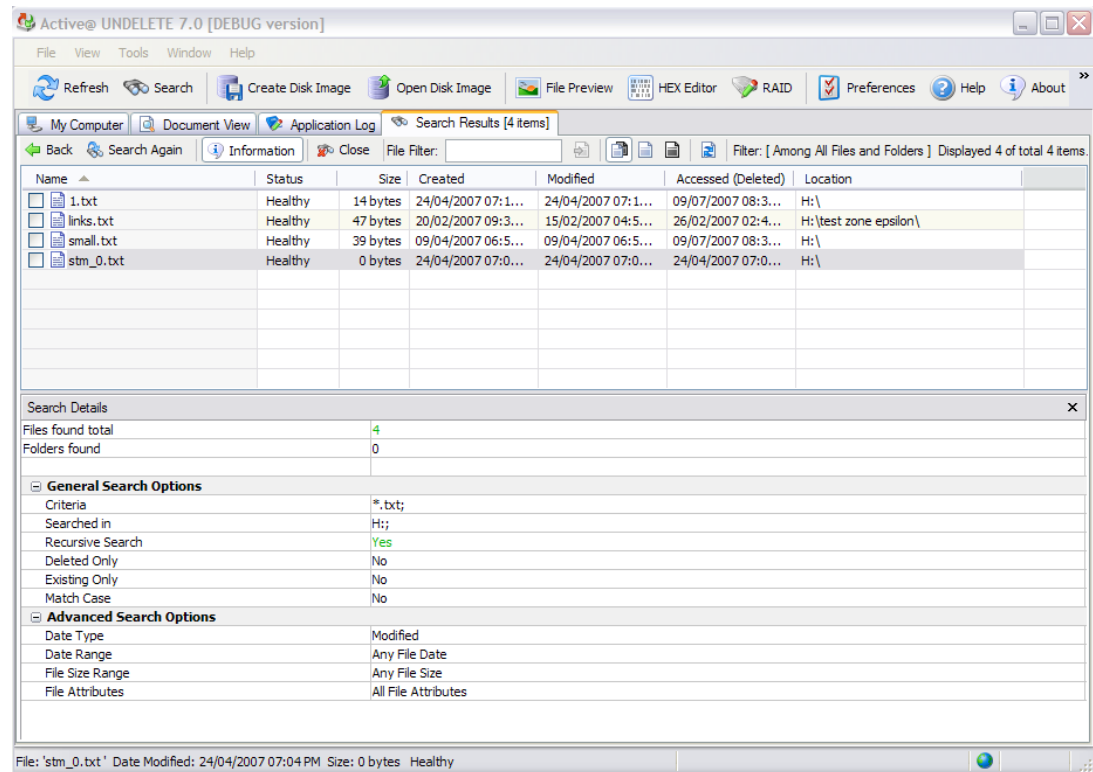 Active@ UNDELETE 7.0 [DEBUG version]
File View Tools Window Help
Refresh Search Create Disk Image Open Disk Image File Preview HEX Editor RAID Preferences Help About »
My Computer Document View Application Log Search Results [4 items]
Back Search Again Information Close File Filter: Filter: [ Among All Files and Folders ] Displayed 4 of total 4 items.
Name Status Size Created Modified Accessed (Deleted) Location
1.txt Healthy 14 bytes 24/04/2007 07:1... 24/04/2007 07:1... 09/07/2007 08:3... H:\
links.txt Healthy 47 bytes 20/02/2007 09:3... 15/02/2007 04:5... 26/02/2007 02:4... H:\test zone epsilon\
small.txt Healthy 39 bytes 09/04/2007 06:5... 09/04/2007 06:5... 09/07/2007 08:3... H:\
stm_0.txt Healthy 0 bytes 24/04/2007 07:0... 24/04/2007 07:0... 24/04/2007 07:0... H:\
Search Details
Files found total 4
Folders found 0
General Search Options
Criteria *.txt;
Searched in H:;
Recursive Search Yes
Deleted Only No
Existing Only No
Match Case No
Advanced Search Options
Date Type Modified
Date Range Any File Date
File Size Range Any File Size
File Attributes All File Attributes
File: 'stm_0.txt ' Date Modified: 24/04/2007 07:04 PM Size: 0 bytes Healthy